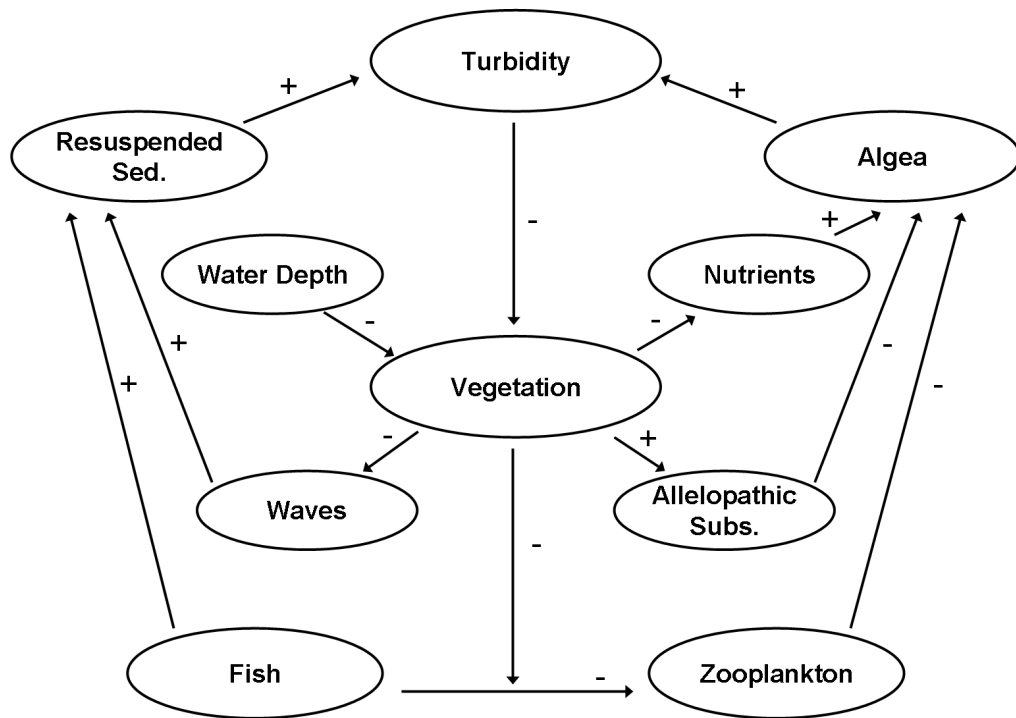 Turbidity
+
+
Resuspended
Sed.
Algea
-
+
Water Depth
Nutrients
-
-
+
-
+
-
Vegetation
-
+
Waves
Allelopathic
Subs.
-
Fish
-
Zooplankton